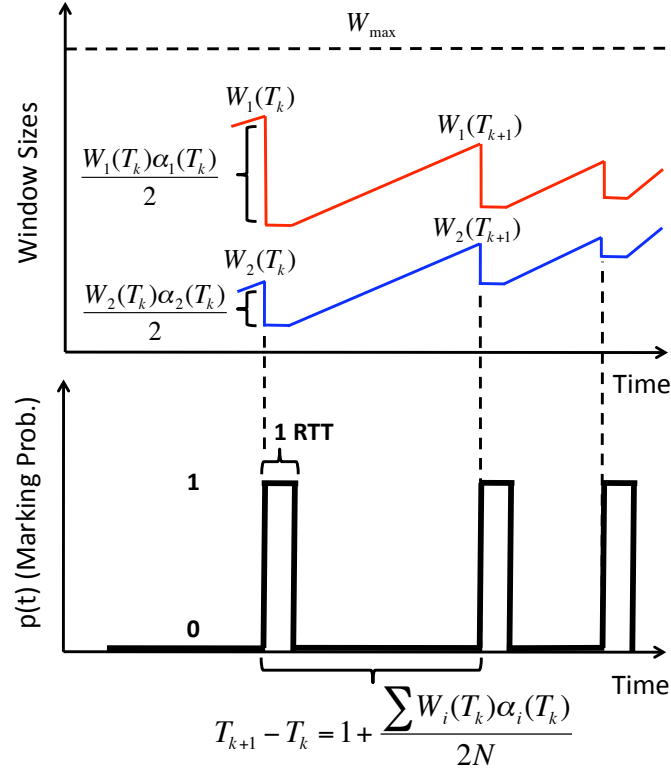 W_max
Window Sizes
W_1(T_k)
W_1(T_{k+1})
W_1(T_k)α_1(T_k)
2
W_2(T_k)
W_2(T_{k+1})
W_2(T_k)α_2(T_k)
2
Time
p(t) (Marking Prob.)
1 RTT
1
0
Time
T_{k+1} − T_k = 1 + ∑W_i(T_k)α_i(T_k) / 2N